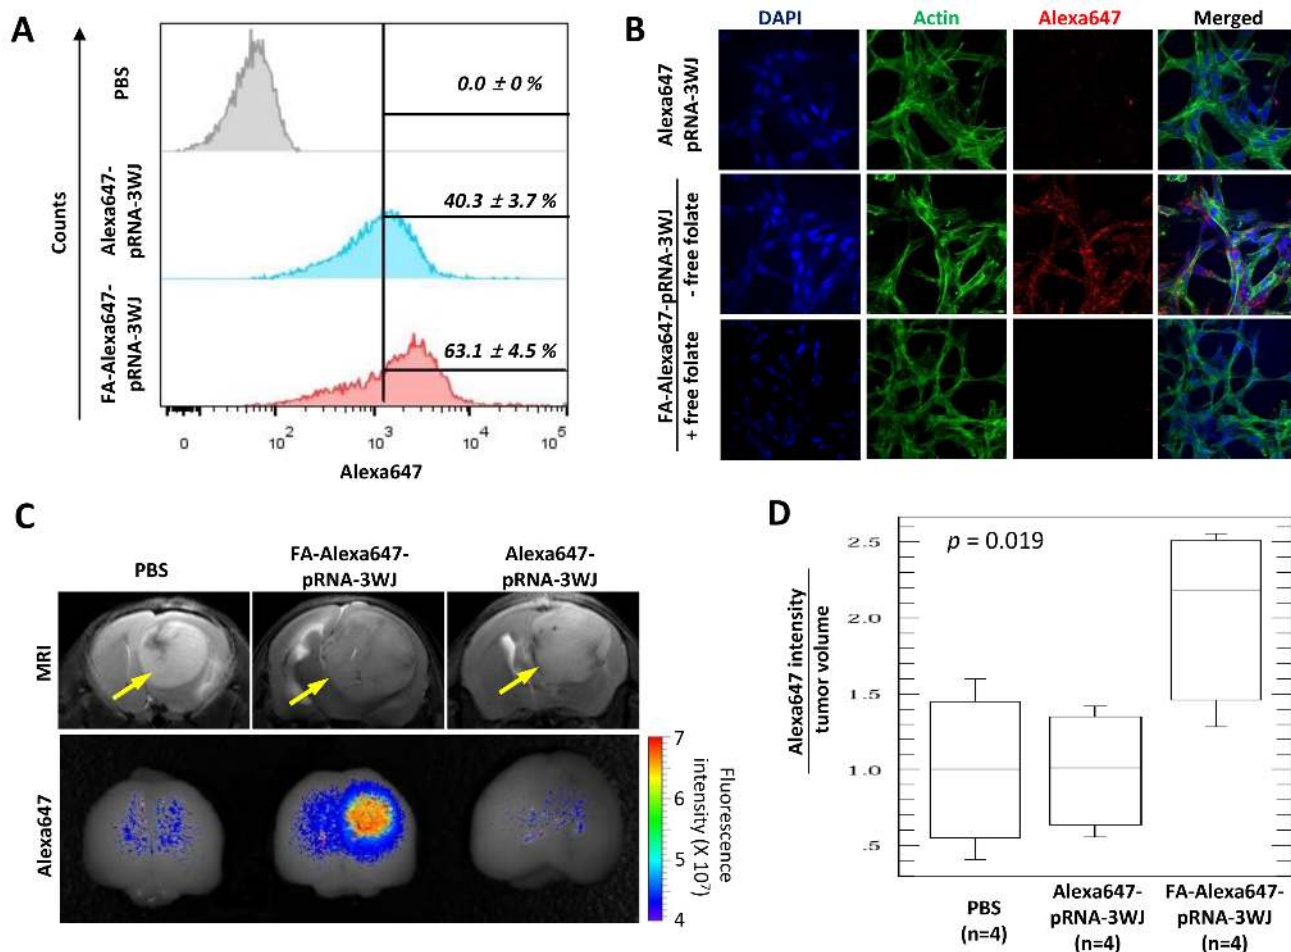 A
Counts
PBS
Alexa647-
pRNA-3WJ
FA-Alexa647-
pRNA-3WJ
0.0 ± 0 %
40.3 ± 3.7 %
63.1 ± 4.5 %
0 10² 10³ 10⁴ 10⁵
Alexa647
B
DAPI Actin Alexa647 Merged
Alexa647
pRNA-3WJ
FA-Alexa647-pRNA-3WJ
- free folate
+ free folate
C
PBS
FA-Alexa647-
pRNA-3WJ
Alexa647-
pRNA-3WJ
MRI
Alexa647
7
6
5
4
Fluorescence
intensity (X 10⁷)
D
p = 0.019
Alexa647 intensity
tumor volume
2.5
2.0
1.5
1.0
.5
PBS
(n=4)
Alexa647-
pRNA-3WJ
(n=4)
FA-Alexa647-
pRNA-3WJ
(n=4)